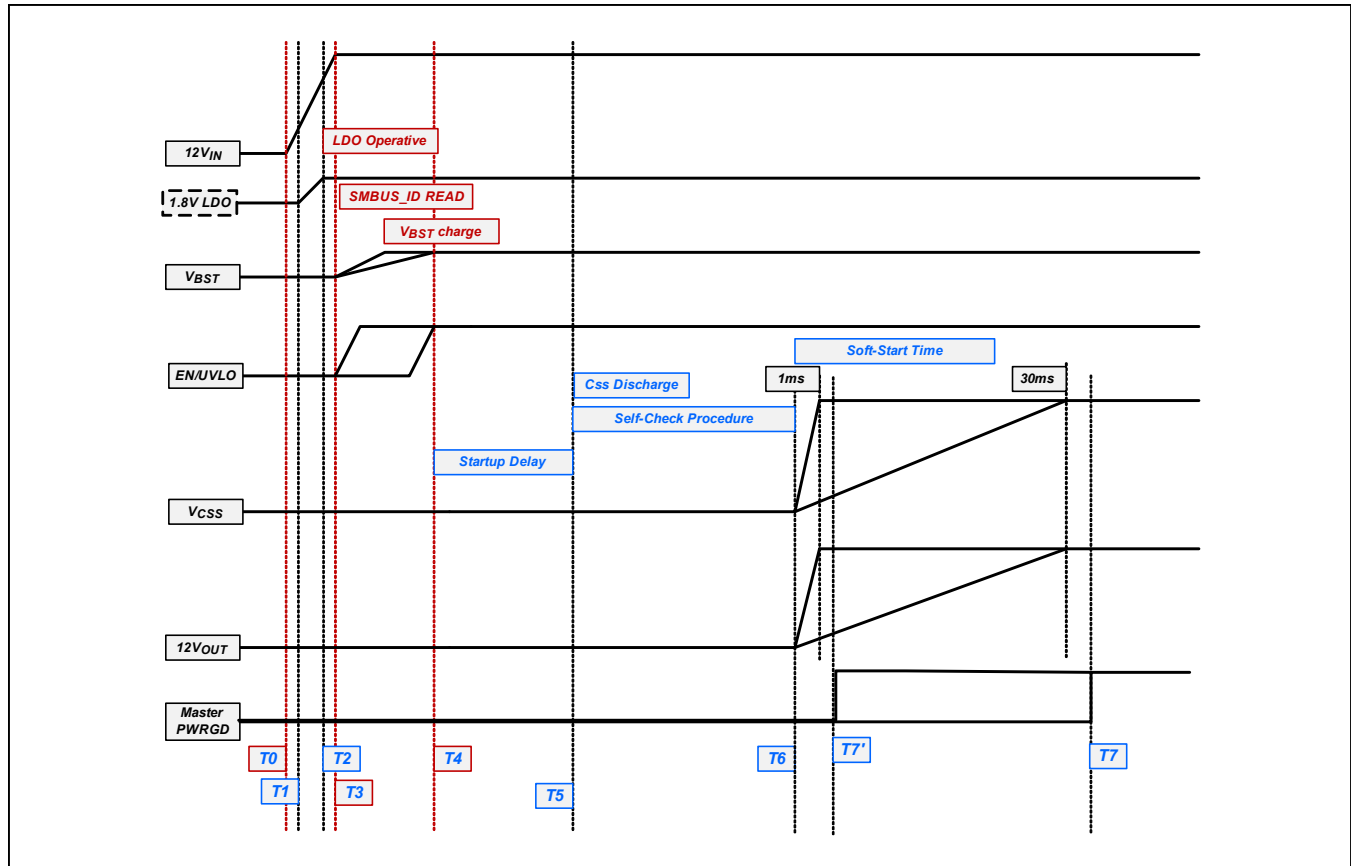 12VIN
LDO Operative
1.8V LDO
SMBUS_ID READ
VBST charge
VBST
EN/UVLO
Soft-Start Time
1ms
30ms
Css Discharge
Self-Check Procedure
Startup Delay
VCSS
12VOUT
Master
PWRGD
T0
T2
T4
T6
T7'
T7
T1
T3
T5